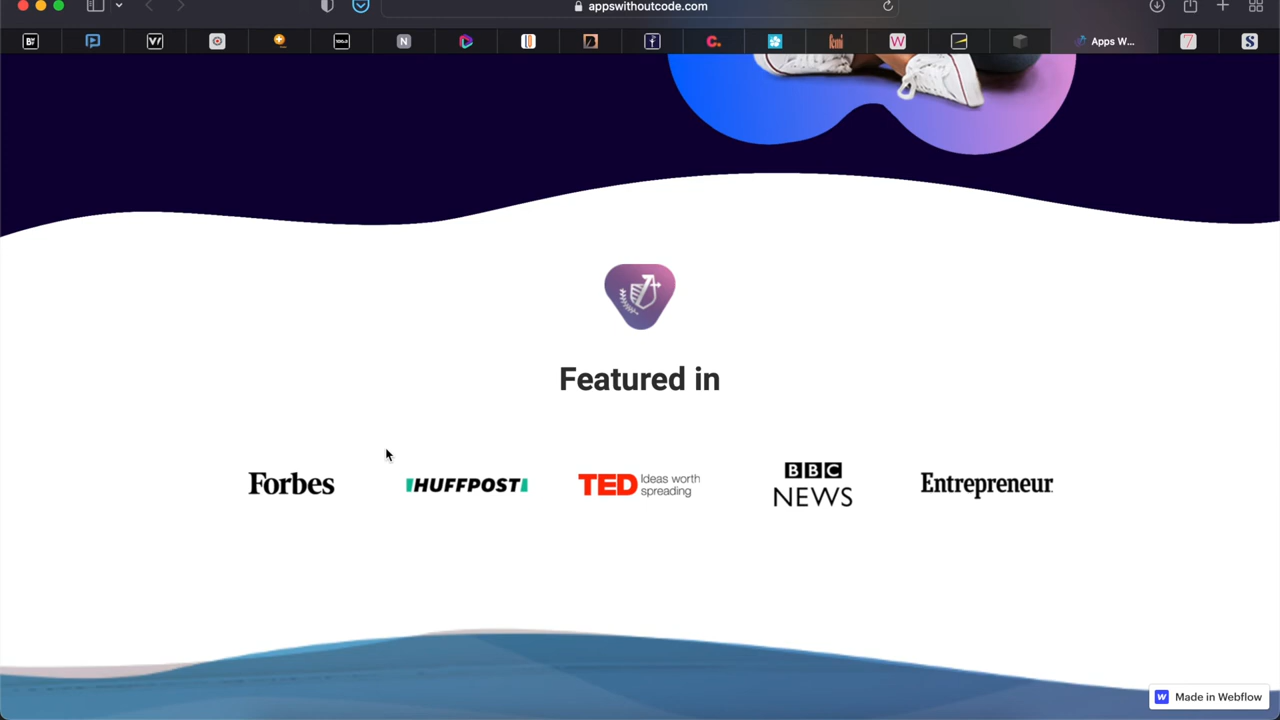 appswithoutcode.com
Apps W...
Featured in
Forbes
HUFFPOST
TED Ideas worth
spreading
BBC
NEWS
Entrepreneur
Made in Webflow